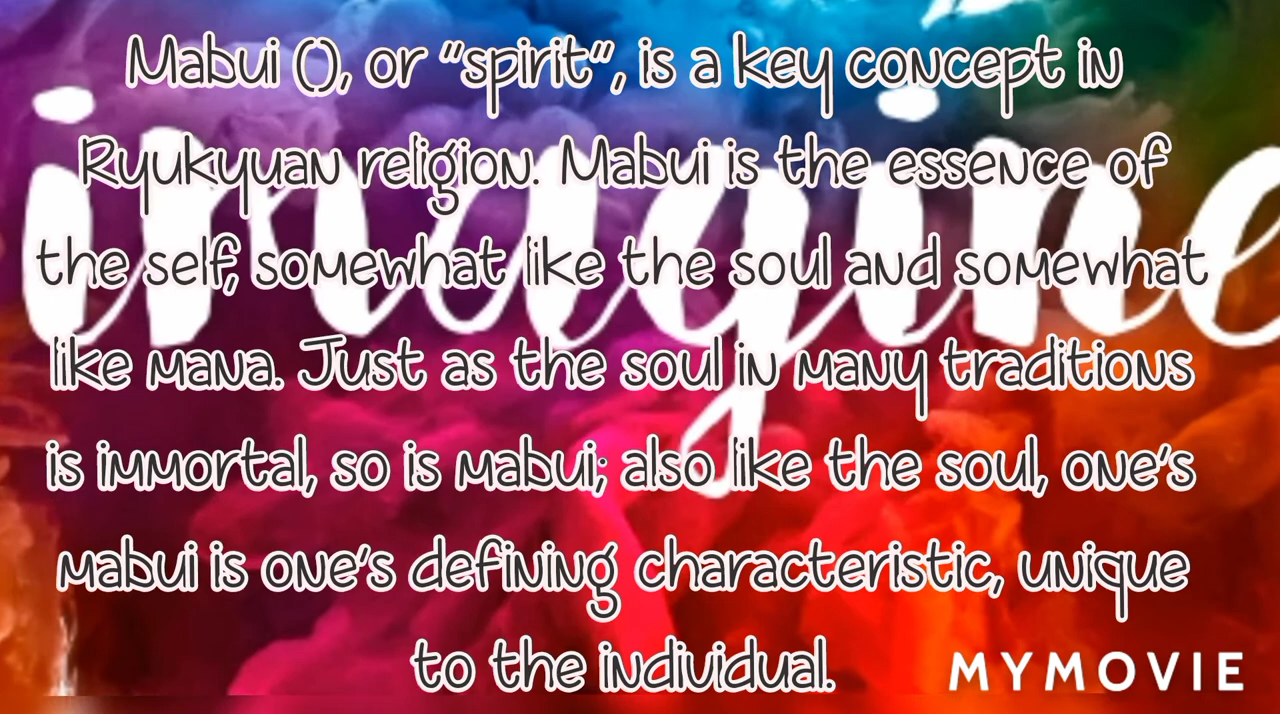 Mabui (), or "spirit", is a key concept in
Ryukyuan religion. Mabui is the essence of
the self, somewhat like the soul and somewhat
like mana. Just as the soul in many traditions
is immortal, so is mabui; also like the soul, one's
mabui is one's defining characteristic, unique
to the individual.
imagine
MYMOVIE